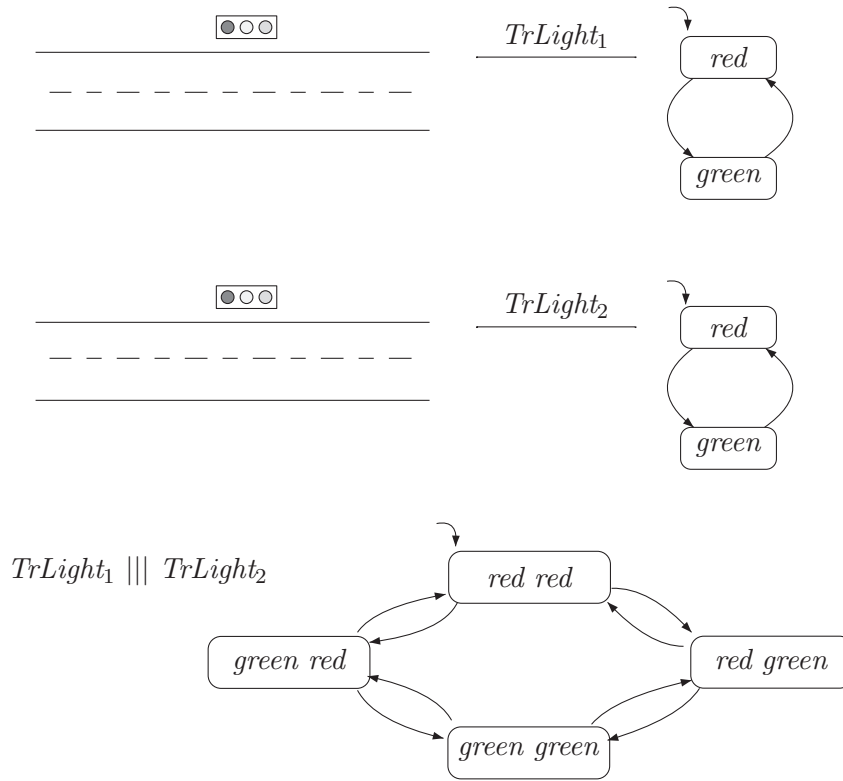 TrLight₁
red
green
TrLight₂
red
green
TrLight₁ ||| TrLight₂
red red
green red
red green
green green